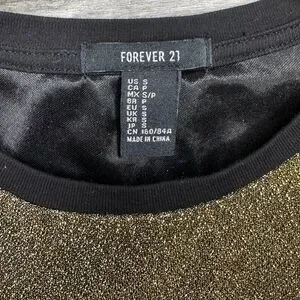 FOREVER 21
US S
CA P
MX S/P
BR P
EU S
UK S
KR S
JP S
CN 160/84A
MADE IN CHINA